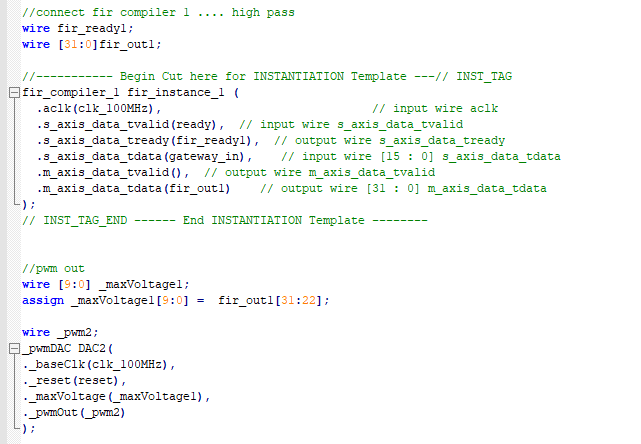 //connect fir compiler 1 .... high pass
wire fir_ready1;
wire [31:0]fir_out1;
//----------- Begin Cut here for INSTANTIATION Template ---// INST_TAG
fir_compiler_1 fir_instance_1 (
.aclk(clk_100MHz), // input wire aclk
.s_axis_data_tvalid(ready), // input wire s_axis_data_tvalid
.s_axis_data_tready(fir_ready1), // output wire s_axis_data_tready
.s_axis_data_tdata(gateway_in), // input wire [15 : 0] s_axis_data_tdata
.m_axis_data_tvalid(), // output wire m_axis_data_tvalid
.m_axis_data_tdata(fir_out1) // output wire [31 : 0] m_axis_data_tdata
);
// INST_TAG_END ------ End INSTANTIATION Template --------
//pwm out
wire [9:0] _maxVoltage1;
assign _maxVoltage1[9:0] = fir_out1[31:22];
wire _pwm2;
_pwmDAC DAC2(
._baseClk(clk_100MHz),
._reset(reset),
._maxVoltage(_maxVoltage1),
._pwmOut(_pwm2)
);